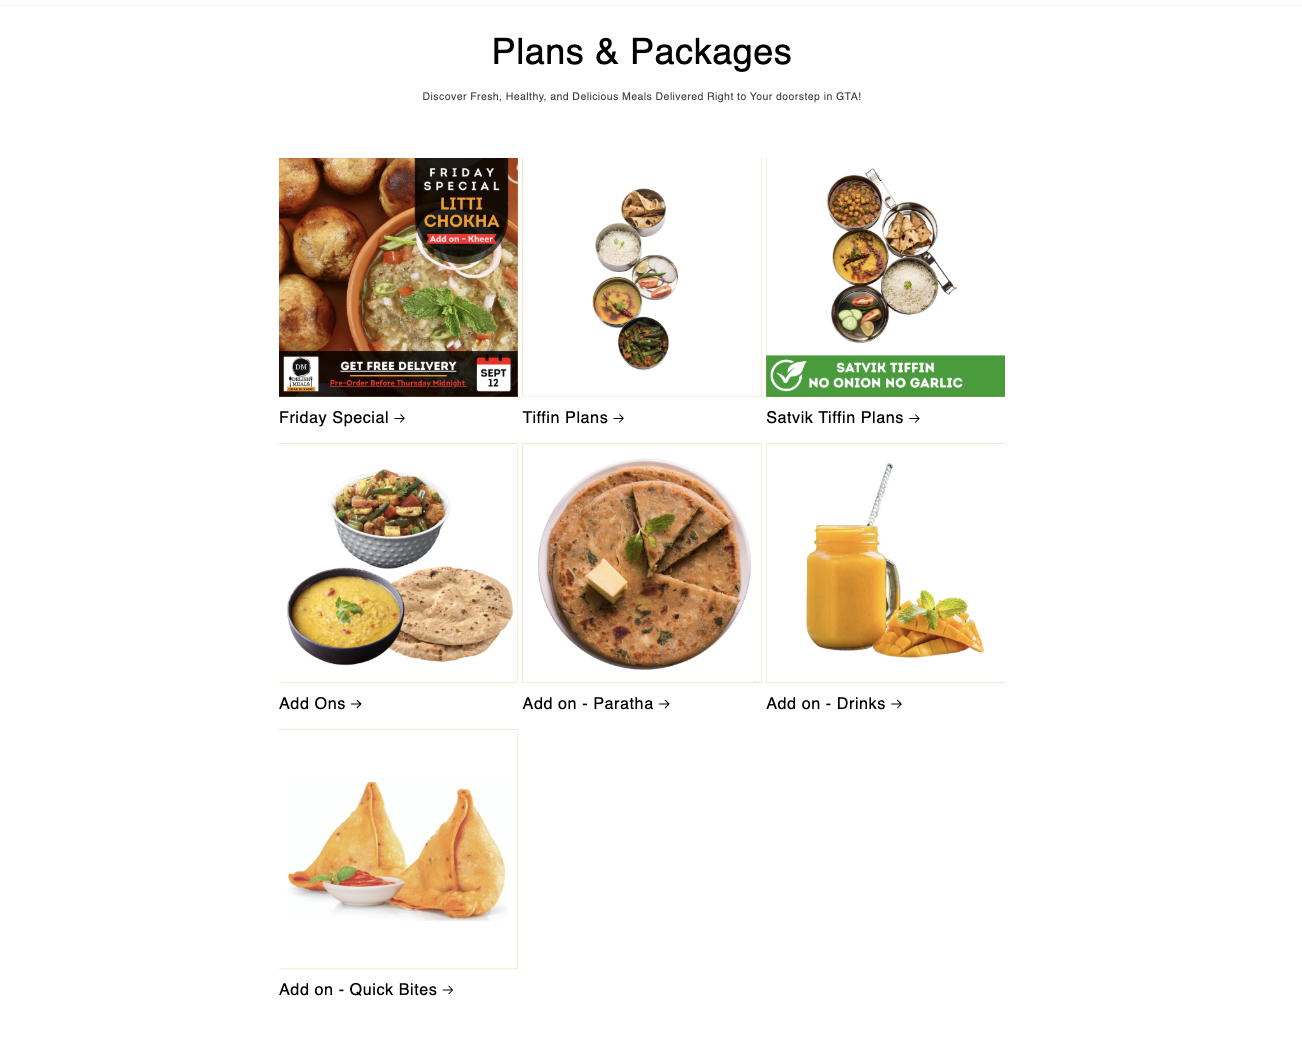 Plans & Packages
Discover Fresh, Healthy, and Delicious Meals Delivered Right to Your doorstep in GTA!
FRIDAY
SPECIAL
LITTI
CHOKHA
Add on - Kheer
DM
DELISH
MEALS
GET FREE DELIVERY
Pre-Order Before Thursday Midnight
SEPT
12
Friday Special →
Tiffin Plans →
SATVIK TIFFIN
NO ONION NO GARLIC
Satvik Tiffin Plans →
Add Ons →
Add on - Paratha →
Add on - Drinks →
Add on - Quick Bites →